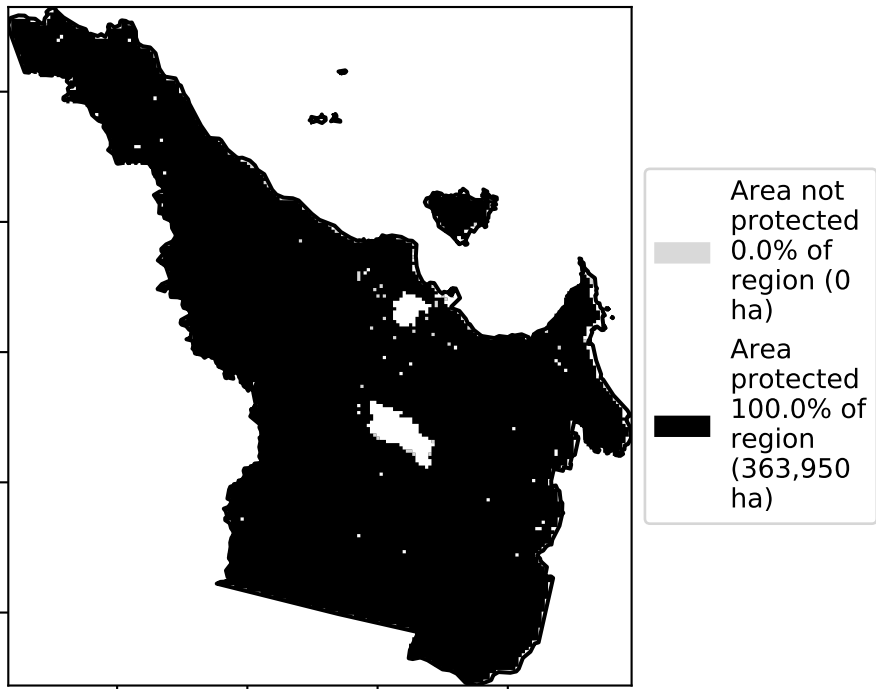 Area not
protected
0.0% of
region (0
ha)
Area
protected
100.0% of
region
(363,950
ha)